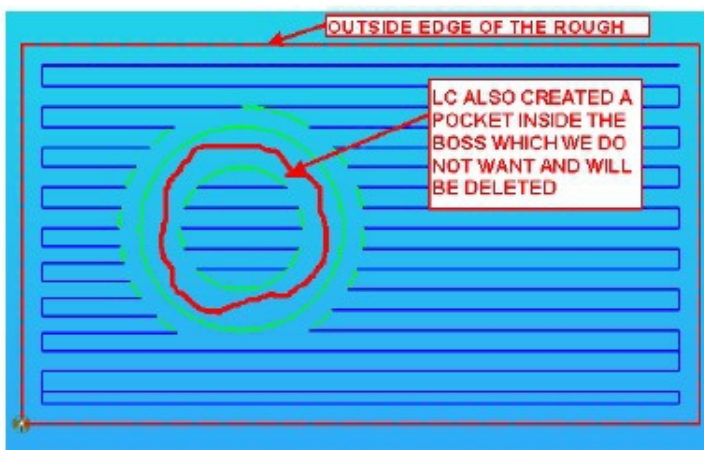 OUTSIDE EDGE OF THE ROUGH
LC ALSO CREATED A
POCKET INSIDE THE
BOSS WHICH WE DO
NOT WANT AND WILL
BE DELETED